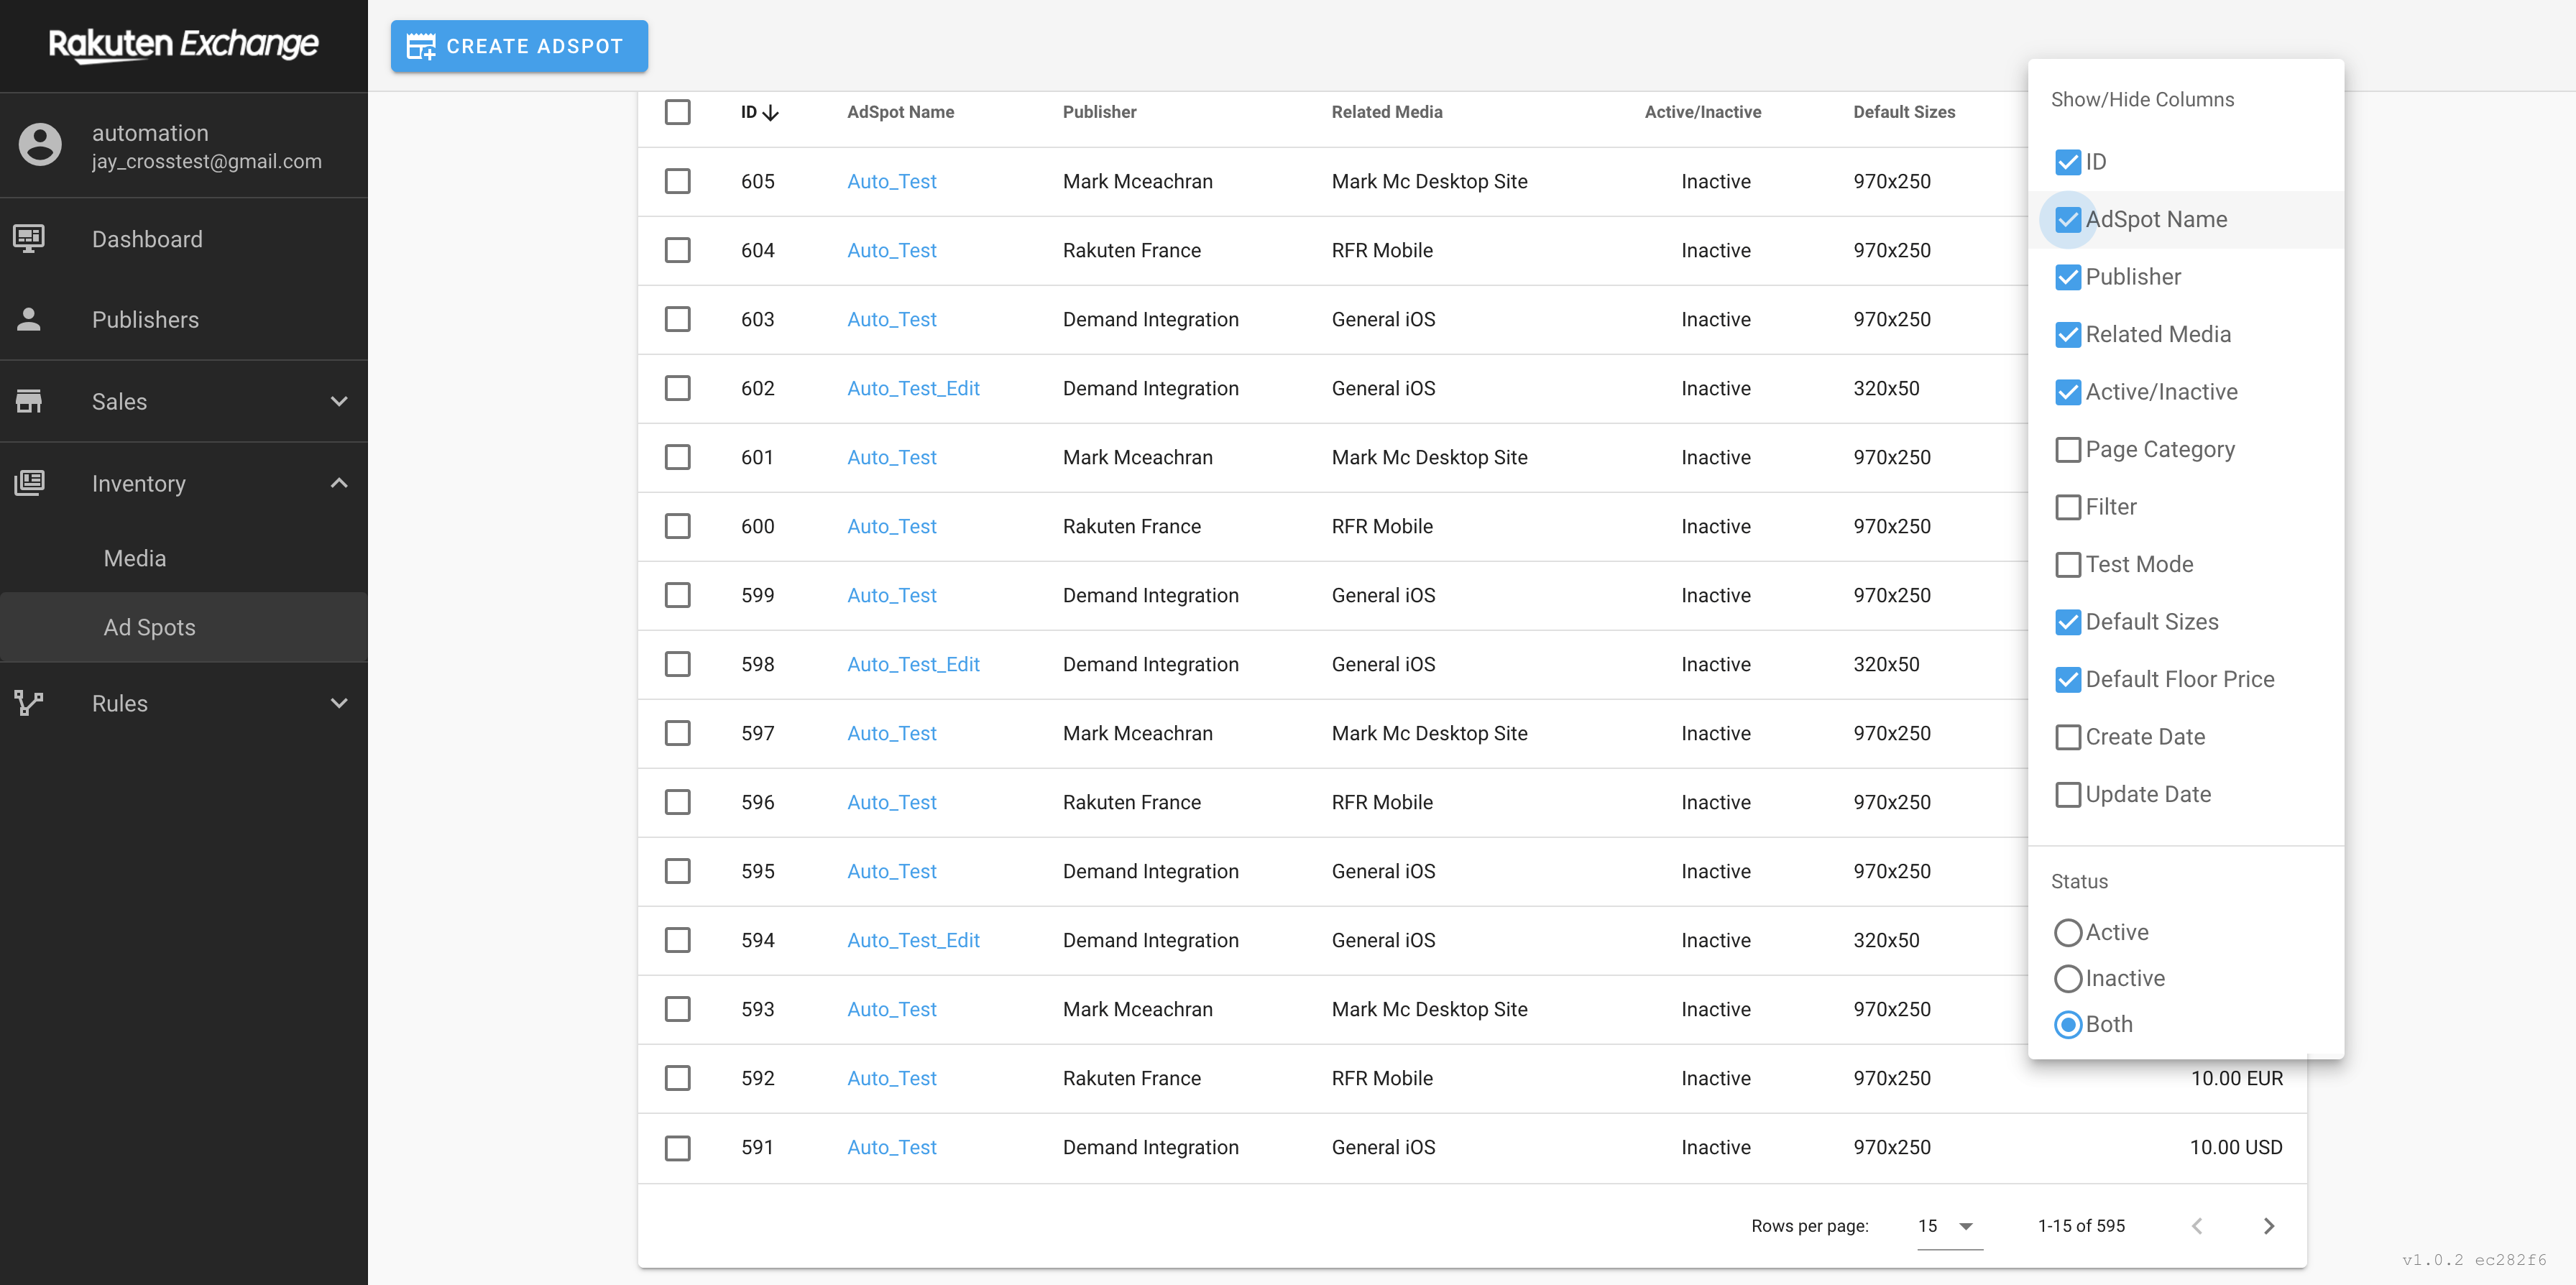 Rakuten Exchange
automation
jay_crosstest@gmail.com
Dashboard
Publishers
Sales
Inventory
Media
Ad Spots
Rules
CREATE ADSPOT
ID AdSpot Name Publisher Related Media Active/Inactive Default Sizes
605 Auto_Test Mark Mceachran Mark Mc Desktop Site Inactive 970x250
604 Auto_Test Rakuten France RFR Mobile Inactive 970x250
603 Auto_Test Demand Integration General iOS Inactive 970x250
602 Auto_Test_Edit Demand Integration General iOS Inactive 320x50
601 Auto_Test Mark Mceachran Mark Mc Desktop Site Inactive 970x250
600 Auto_Test Rakuten France RFR Mobile Inactive 970x250
599 Auto_Test Demand Integration General iOS Inactive 970x250
598 Auto_Test_Edit Demand Integration General iOS Inactive 320x50
597 Auto_Test Mark Mceachran Mark Mc Desktop Site Inactive 970x250
596 Auto_Test Rakuten France RFR Mobile Inactive 970x250
595 Auto_Test Demand Integration General iOS Inactive 970x250
594 Auto_Test_Edit Demand Integration General iOS Inactive 320x50
593 Auto_Test Mark Mceachran Mark Mc Desktop Site Inactive 970x250
592 Auto_Test Rakuten France RFR Mobile Inactive 970x250 10.00 EUR
591 Auto_Test Demand Integration General iOS Inactive 970x250 10.00 USD
Rows per page: 15 1-15 of 595
Show/Hide Columns
ID
AdSpot Name
Publisher
Related Media
Active/Inactive
Page Category
Filter
Test Mode
Default Sizes
Default Floor Price
Create Date
Update Date
Status
Active
Inactive
Both
v1.0.2 ec282f6